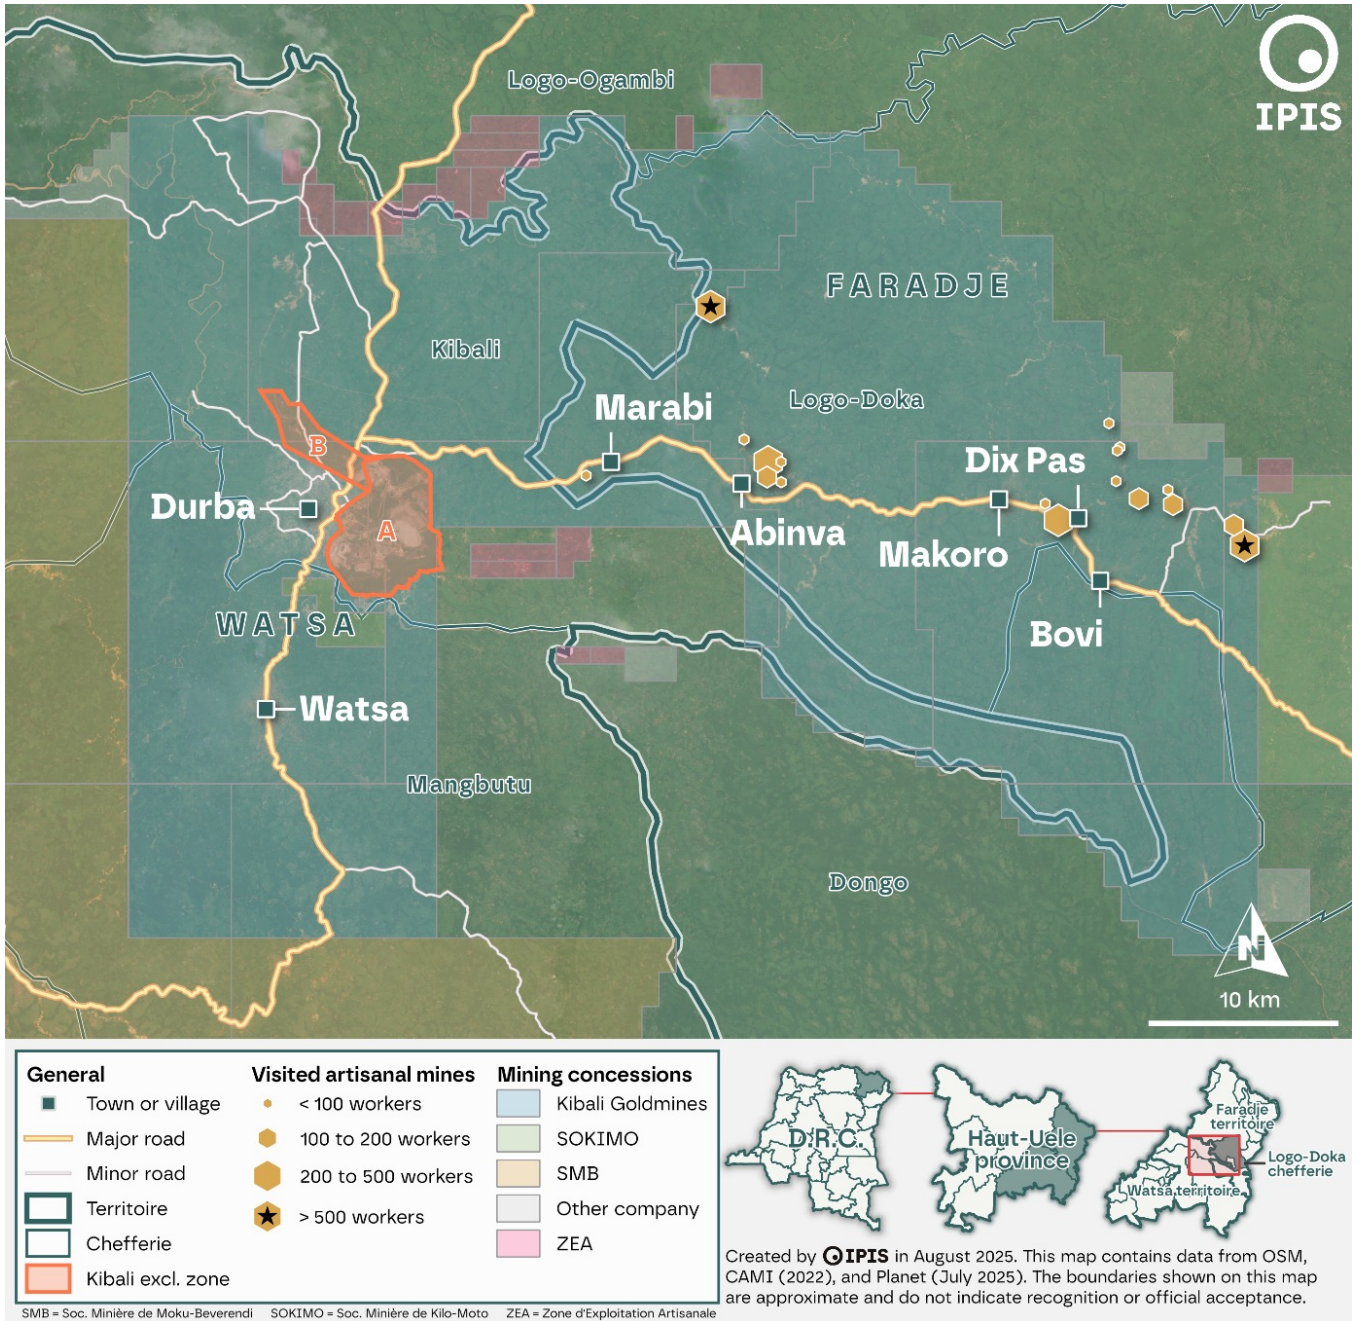 Logo-Ogambi
IPIS
FARADJE
Kibali
Logo-Doka
Marabi
B
Dix Pas
Durba
A
Abinva
Makoro
WATSA
Bovi
Watsa
Mangbutu
Dongo
N
10 km
General
Town or village
Major road
Minor road
Territoire
Chefferie
Kibali excl. zone
Visited artisanal mines
< 100 workers
100 to 200 workers
200 to 500 workers
> 500 workers
Mining concessions
Kibali Goldmines
SOKIMO
SMB
Other company
ZEA
SMB = Soc. Minière de Moku-Beverendi SOKIMO = Soc. Minière de Kilo-Moto ZEA = Zone d'Exploitation Artisanale
D.R.C.
Haut-Uele
province
Faradje
territoire
Logo-Doka
chefferie
Watsa territoire
Created by IPIS in August 2025. This map contains data from OSM,
CAMI (2022), and Planet (July 2025). The boundaries shown on this map
are approximate and do not indicate recognition or official acceptance.